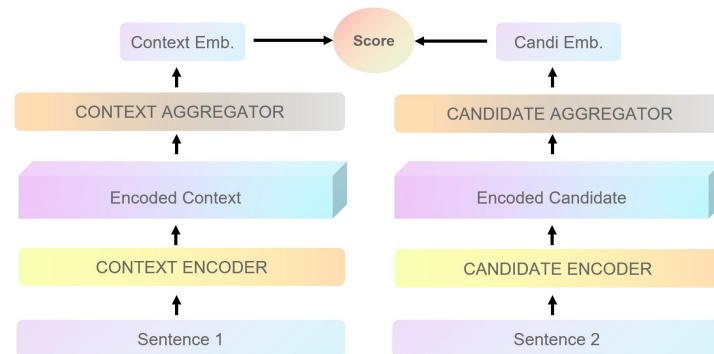 Context Emb.
Score
Candi Emb.
CONTEXT AGGREGATOR
CANDIDATE AGGREGATOR
Encoded Context
Encoded Candidate
CONTEXT ENCODER
CANDIDATE ENCODER
Sentence 1
Sentence 2